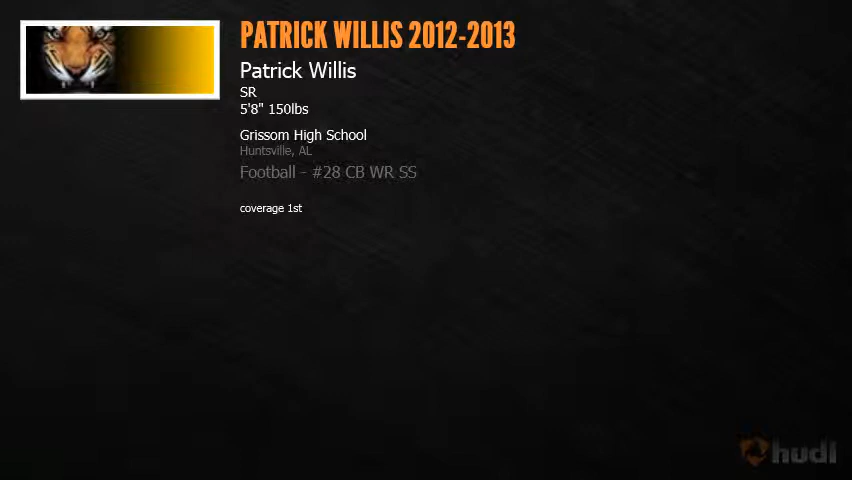 PATRICK WILLIS 2012-2013
Patrick Willis
SR
5'8" 150lbs
Grissom High School
Huntsville, AL
Football - #28 CB WR SS
coverage 1st
hudl